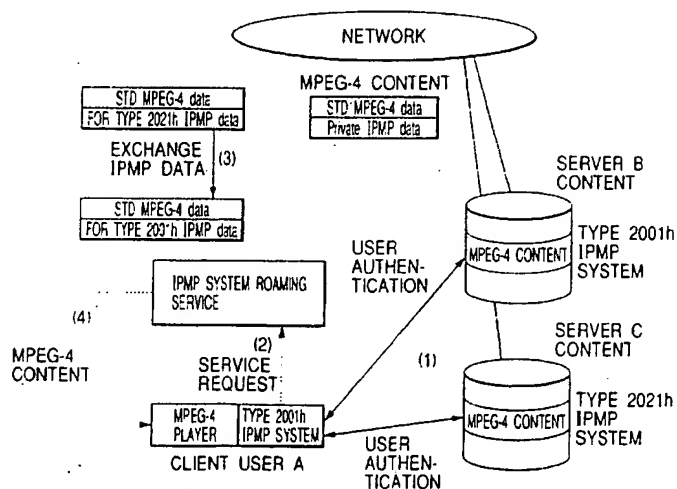 NETWORK
MPEG-4 CONTENT
STD MPEG-4 data
Private IPMP data
STD MPEG-4 data
FOR TYPE 2021h IPMP data
EXCHANGE
IPMP DATA
(3)
STD MPEG-4 data
FOR TYPE 2001h IPMP data
SERVER B
CONTENT
MPEG-4 CONTENT
TYPE 2001h
IPMP
SYSTEM
USER
AUTHEN-
TICATION
IPMP SYSTEM ROAMING
SERVICE
(4)
(2)
SERVICE
REQUEST
(1)
MPEG-4
CONTENT
SERVER C
CONTENT
MPEG-4 CONTENT
TYPE 2021h
IPMP
SYSTEM
MPEG-4
PLAYER
TYPE 2001h
IPMP SYSTEM
CLIENT USER A
USER
AUTHEN-
TICATION